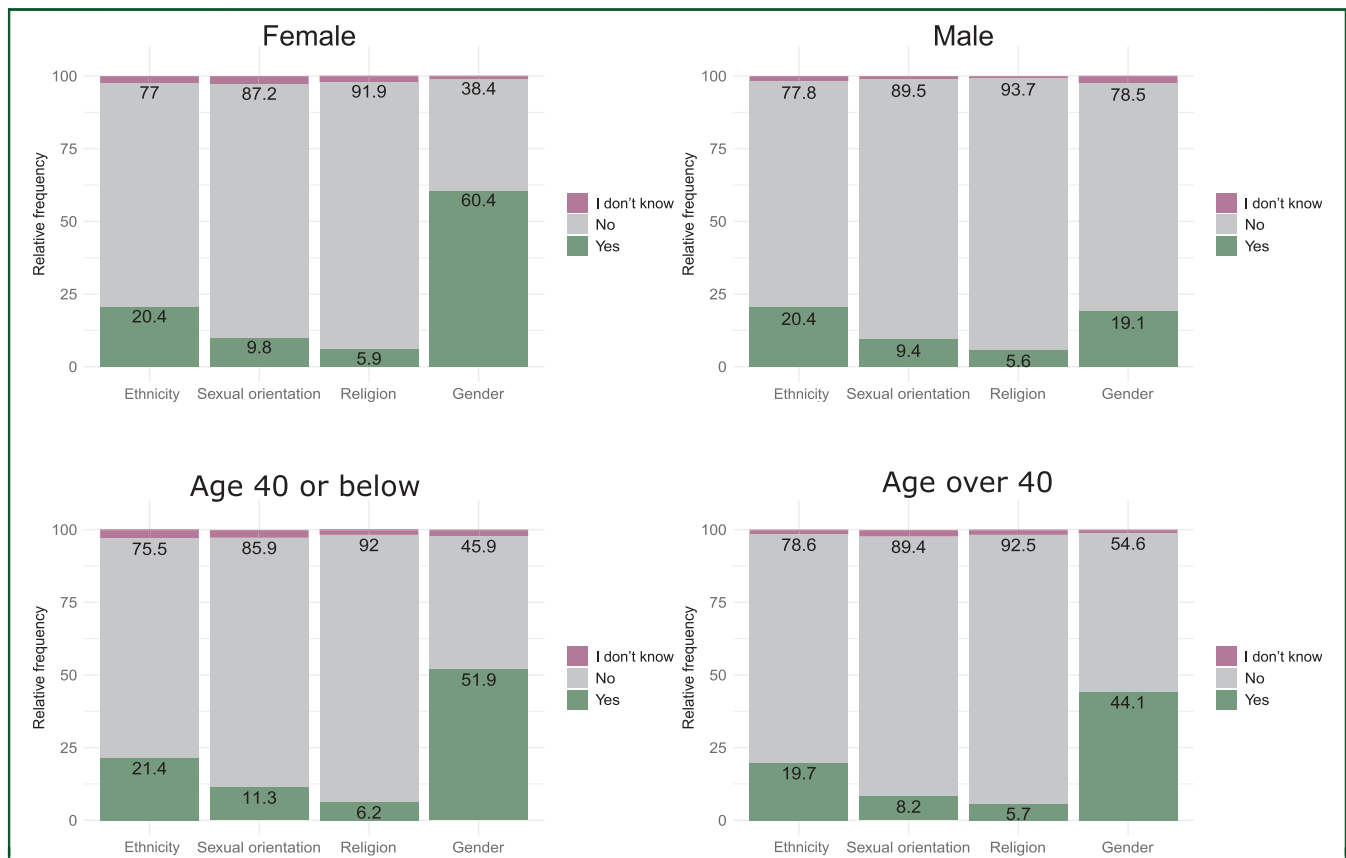 Female
100
75
50
25
0
Relative frequency
77
87.2
91.9
38.4
20.4
9.8
5.9
60.4
Ethnicity
Sexual orientation
Religion
Gender
I don't know
No
Yes
Male
100
75
50
25
0
Relative frequency
77.8
89.5
93.7
78.5
20.4
9.4
5.6
19.1
Ethnicity
Sexual orientation
Religion
Gender
I don't know
No
Yes
Age 40 or below
100
75
50
25
0
Relative frequency
75.5
85.9
92
45.9
21.4
11.3
6.2
51.9
Ethnicity
Sexual orientation
Religion
Gender
I don't know
No
Yes
Age over 40
100
75
50
25
0
Relative frequency
78.6
89.4
92.5
54.6
19.7
8.2
5.7
44.1
Ethnicity
Sexual orientation
Religion
Gender
I don't know
No
Yes